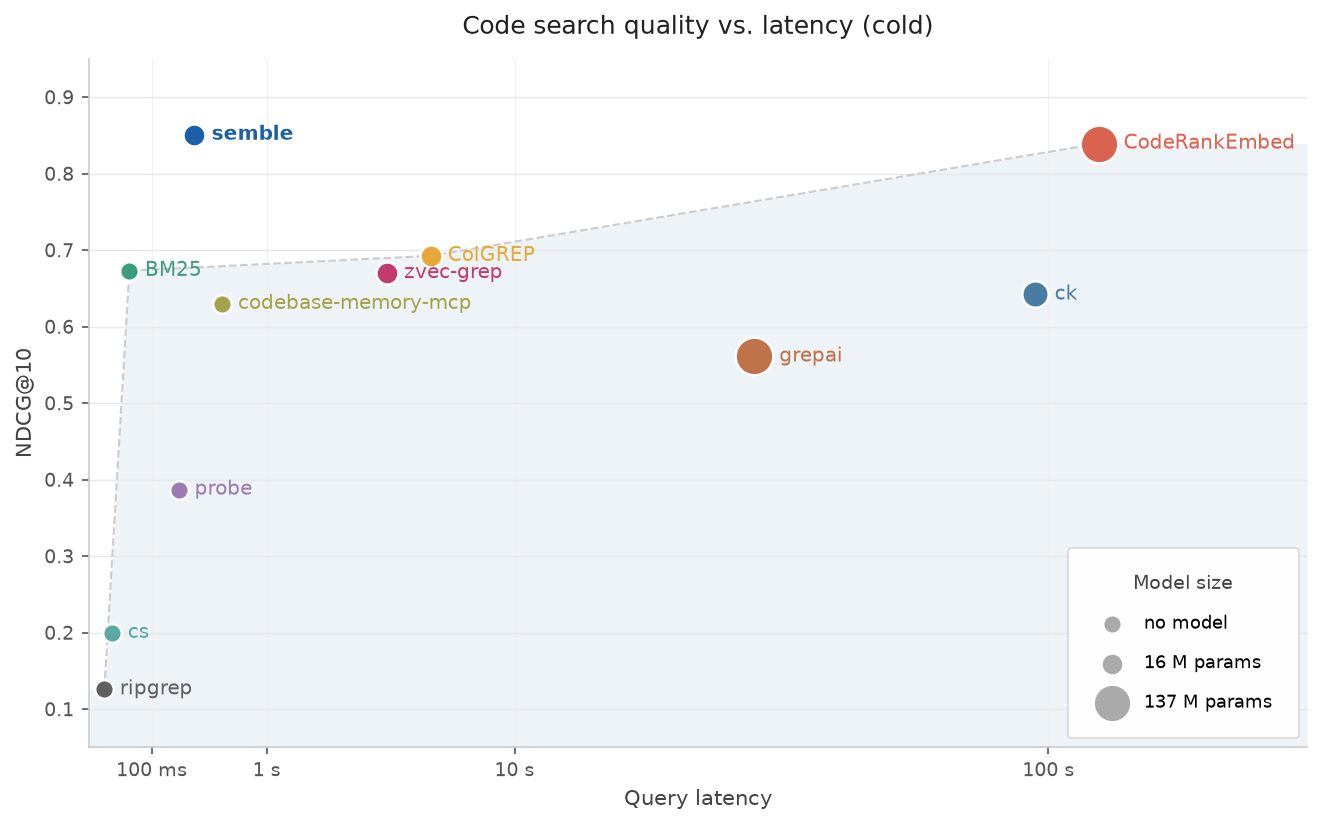 Code search quality vs. latency (cold)
NDCG@10
0.9
0.8
0.7
0.6
0.5
0.4
0.3
0.2
0.1
semble
CodeRankEmbed
BM25
ColGREP
zvec-grep
codebase-memory-mcp
ck
grepai
probe
cs
ripgrep
Model size
no model
16 M params
137 M params
100 ms
1 s
10 s
100 s
Query latency